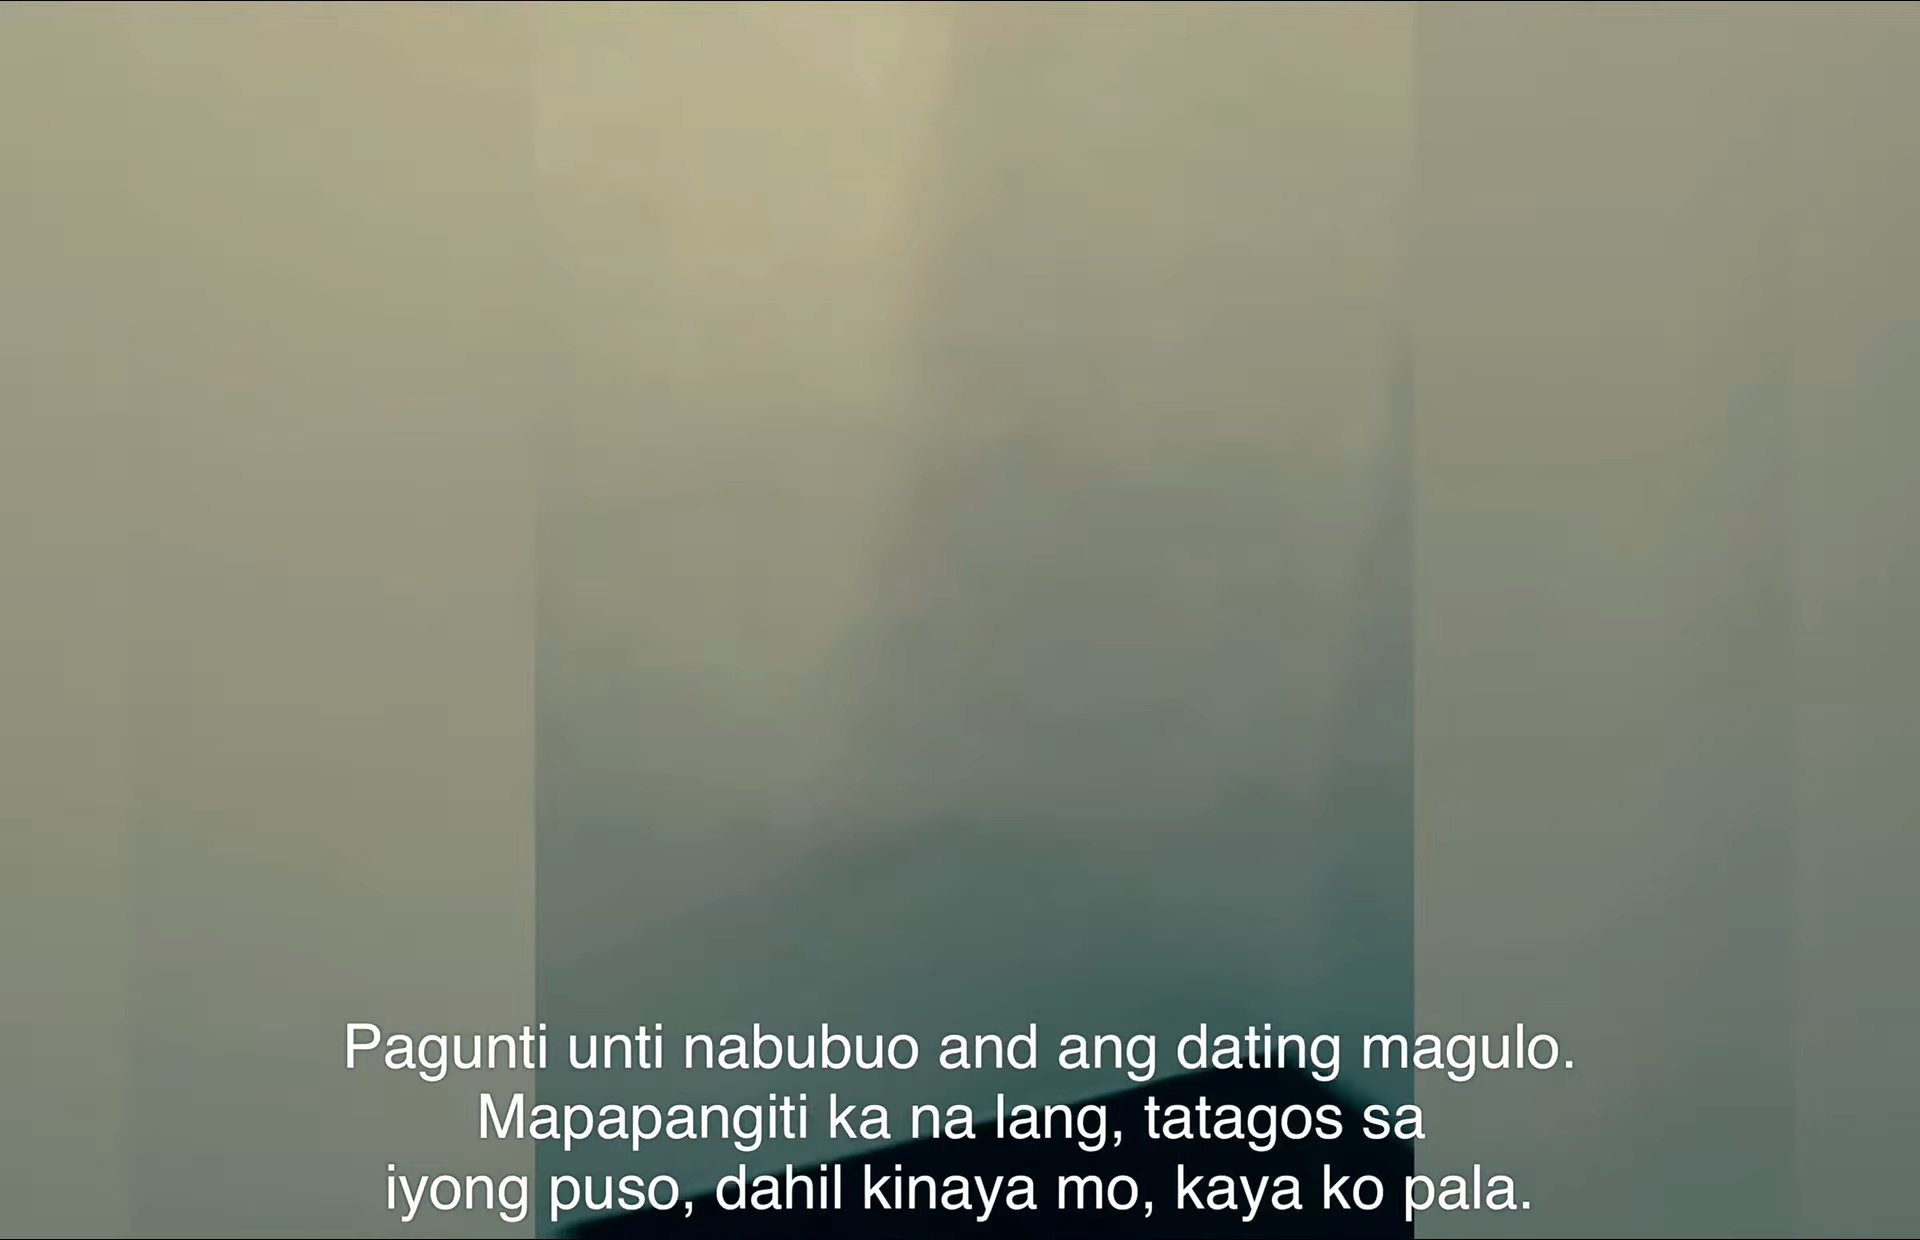 Pagunti unti nabubuo and ang dating magulo.
Mapapangiti ka na lang, tatagos sa
iyong puso, dahil kinaya mo, kaya ko pala.